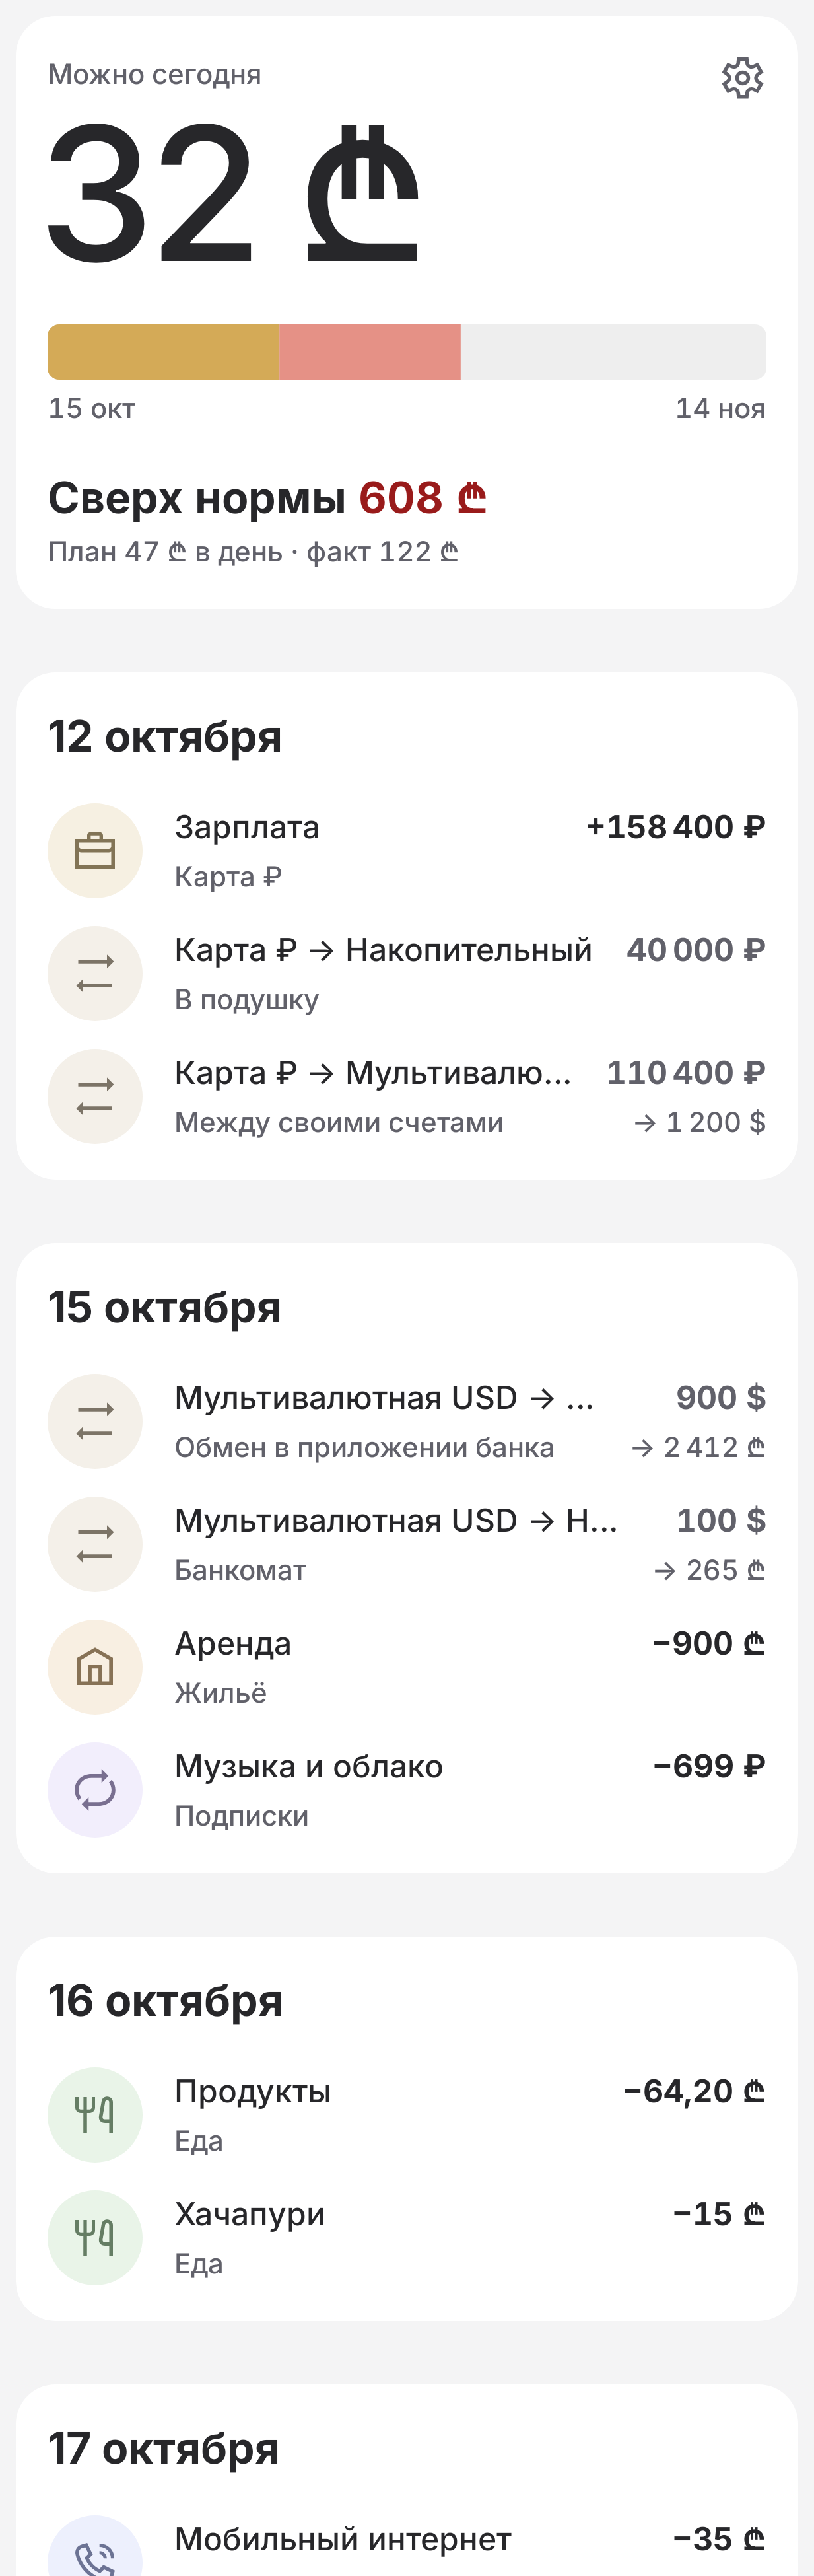 Можно сегодня
32 ₾
15 окт
14 ноя
Сверх нормы 608 ₾
План 47 ₾ в день · факт 122 ₾
12 октября
Зарплата +158 400 ₽
Карта ₽
Карта ₽ → Накопительный 40 000 ₽
В подушку
Карта ₽ → Мультивалю... 110 400 ₽
Между своими счетами → 1 200 $
15 октября
Мультивалютная USD → ... 900 $
Обмен в приложении банка → 2 412 ₾
Мультивалютная USD → Н... 100 $
Банкомат → 265 ₾
Аренда −900 ₾
Жильё
Музыка и облако −699 ₽
Подписки
16 октября
Продукты −64,20 ₾
Еда
Хачапури −15 ₾
Еда
17 октября
Мобильный интернет −35 ₾